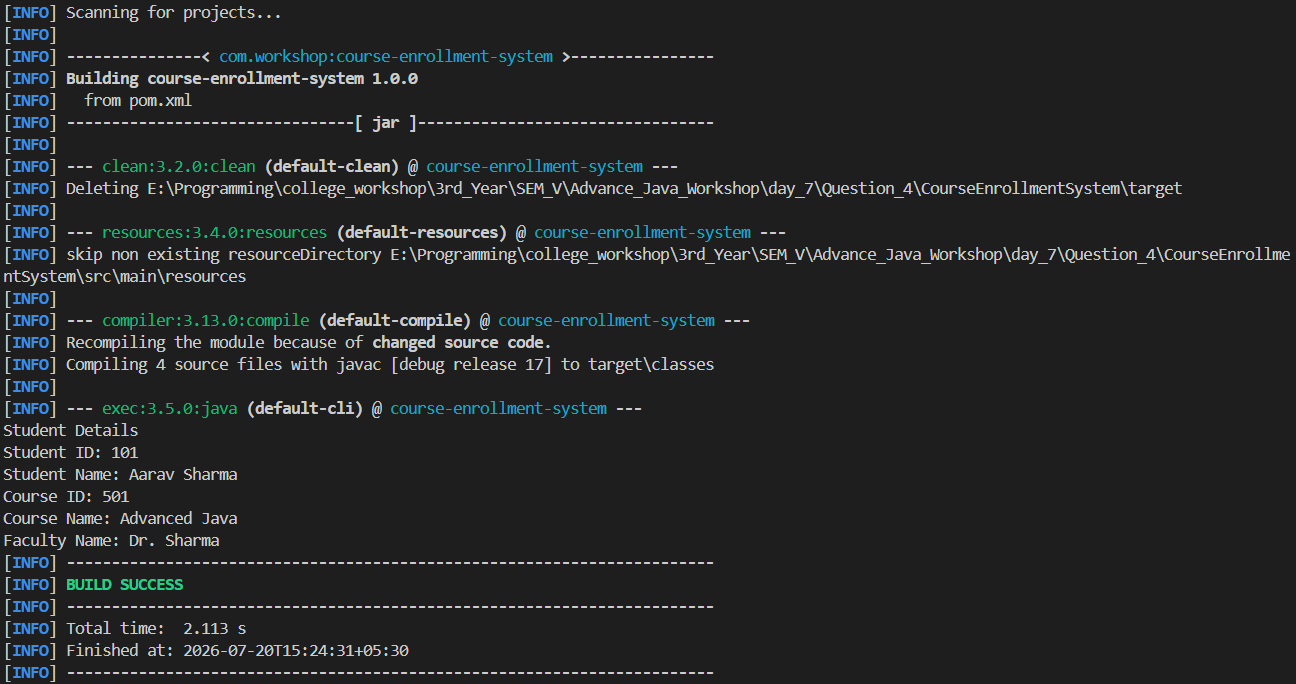 [INFO] Scanning for projects...
[INFO]
[INFO] ---------------< com.workshop:course-enrollment-system >----------------
[INFO] Building course-enrollment-system 1.0.0
[INFO]   from pom.xml
[INFO] --------------------------------[ jar ]---------------------------------
[INFO]
[INFO] --- clean:3.2.0:clean (default-clean) @ course-enrollment-system ---
[INFO] Deleting E:\Programming\college_workshop\3rd_Year\SEM_V\Advance_Java_Workshop\day_7\Question_4\CourseEnrollmentSystem\target
[INFO]
[INFO] --- resources:3.4.0:resources (default-resources) @ course-enrollment-system ---
[INFO] skip non existing resourceDirectory E:\Programming\college_workshop\3rd_Year\SEM_V\Advance_Java_Workshop\day_7\Question_4\CourseEnrollme
ntSystem\src\main\resources
[INFO]
[INFO] --- compiler:3.13.0:compile (default-compile) @ course-enrollment-system ---
[INFO] Recompiling the module because of changed source code.
[INFO] Compiling 4 source files with javac [debug release 17] to target\classes
[INFO]
[INFO] --- exec:3.5.0:java (default-cli) @ course-enrollment-system ---
Student Details
Student ID: 101
Student Name: Aarav Sharma
Course ID: 501
Course Name: Advanced Java
Faculty Name: Dr. Sharma
[INFO] ------------------------------------------------------------------------
[INFO] BUILD SUCCESS
[INFO] ------------------------------------------------------------------------
[INFO] Total time:  2.113 s
[INFO] Finished at: 2026-07-20T15:24:31+05:30
[INFO] ------------------------------------------------------------------------